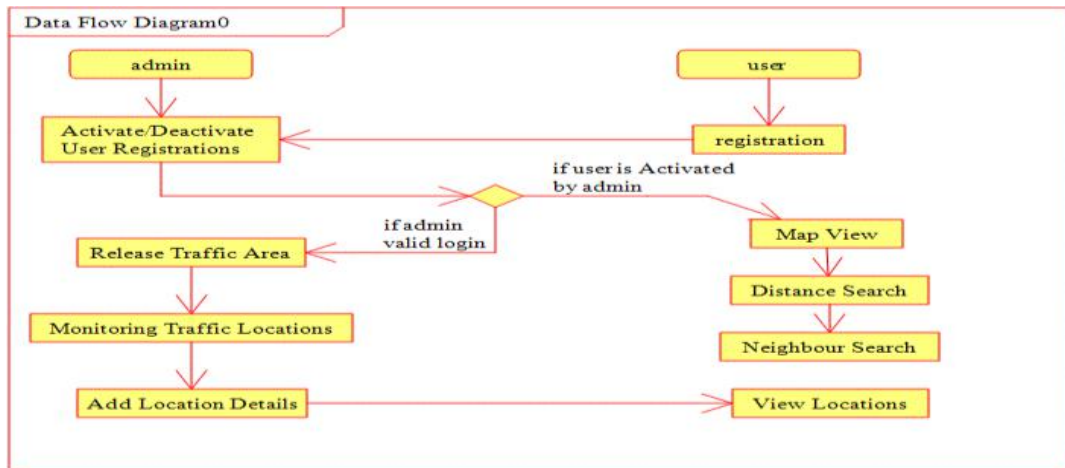 Data Flow Diagram0
admin
user
Activate/Deactivate
User Registrations
registration
if user is Activated
by admin
if admin
valid login
Map View
Release Traffic Area
Distance Search
Monitoring Traffic Locations
Neighbour Search
Add Location Details
View Locations